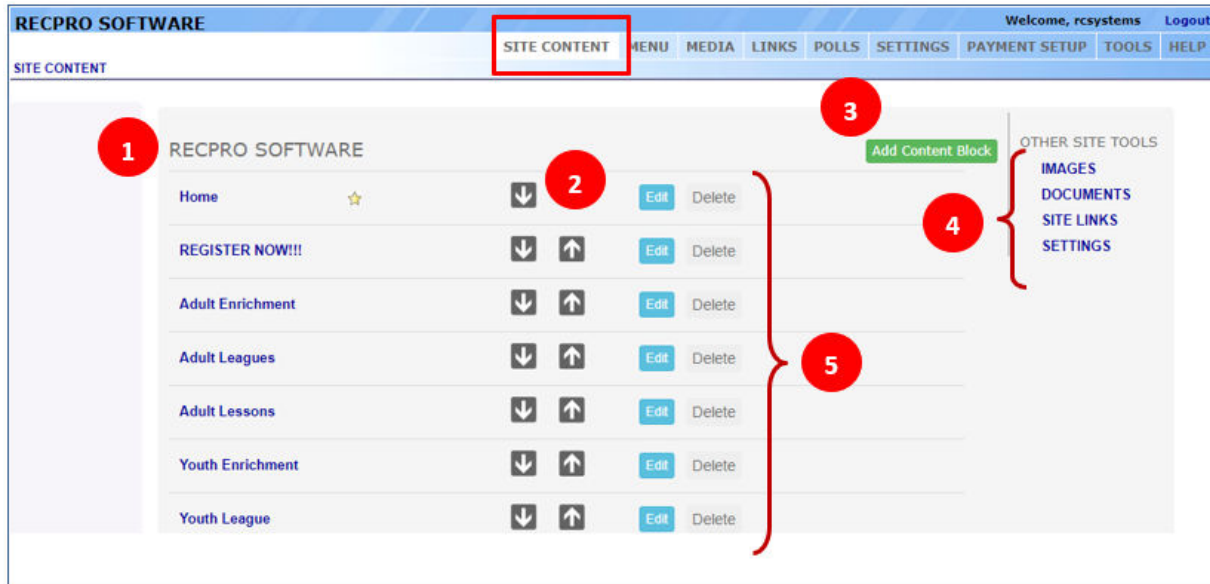 RECPRO SOFTWARE
Welcome, rcsystems Logout
SITE CONTENT MENU MEDIA LINKS POLLS SETTINGS PAYMENT SETUP TOOLS HELP
SITE CONTENT
3
1 RECPRO SOFTWARE
Add Content Block
OTHER SITE TOOLS
IMAGES
DOCUMENTS
SITE LINKS
SETTINGS
4
Home 2 Edit Delete
REGISTER NOW!!! Edit Delete
Adult Enrichment Edit Delete
Adult Leagues Edit Delete
5
Adult Lessons Edit Delete
Youth Enrichment Edit Delete
Youth League Edit Delete